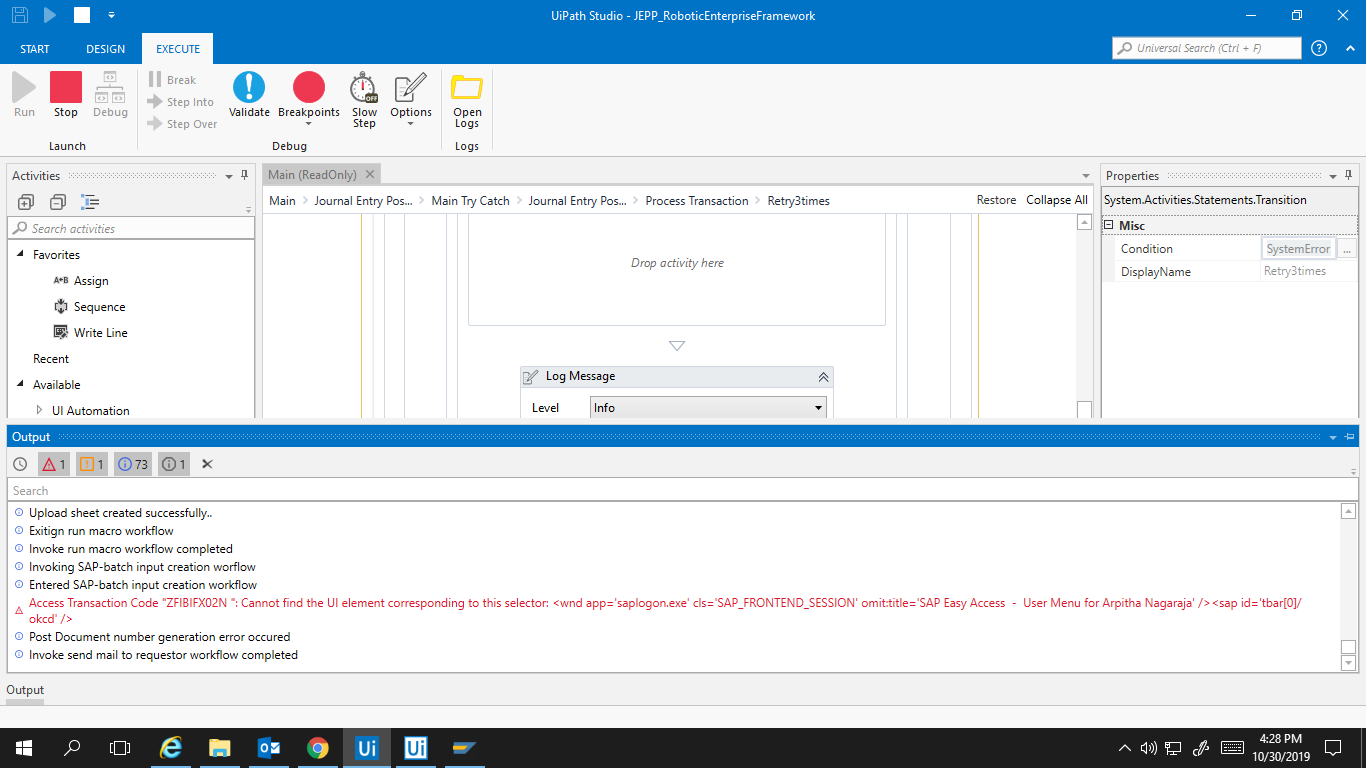 UiPath Studio - JEPP_RoboticEnterpriseFramework
START DESIGN EXECUTE
Universal Search (Ctrl + F)
Run Stop Debug
Launch
Break
Step Into
Step Over
Validate Breakpoints Slow Step Options
Debug
OFF
Open Logs
Logs
Activities
Search activities
Favorites
A+B Assign
Sequence
Write Line
Recent
Available
UI Automation
Main (ReadOnly)
Main Journal Entry Pos... Main Try Catch Journal Entry Pos... Process Transaction Retry3times
Restore Collapse All
Drop activity here
Log Message
Level Info
Properties
System.Activities.Statements.Transition
Misc
Condition SystemError ...
DisplayName Retry3times
Output
1 1 73 1
Search
Upload sheet created successfully..
Exitign run macro workflow
Invoke run macro workflow completed
Invoking SAP-batch input creation worflow
Entered SAP-batch input creation workflow
Access Transaction Code "ZFIBIFX02N ": Cannot find the UI element corresponding to this selector: <wnd app='saplogon.exe' cls='SAP_FRONTEND_SESSION' omit:title='SAP Easy Access  -  User Menu for Arpitha Nagaraja' /><sap id='tbar[0]/
okcd' />
Post Document number generation error occured
Invoke send mail to requestor workflow completed
Output
Ui Ui
4:28 PM
10/30/2019